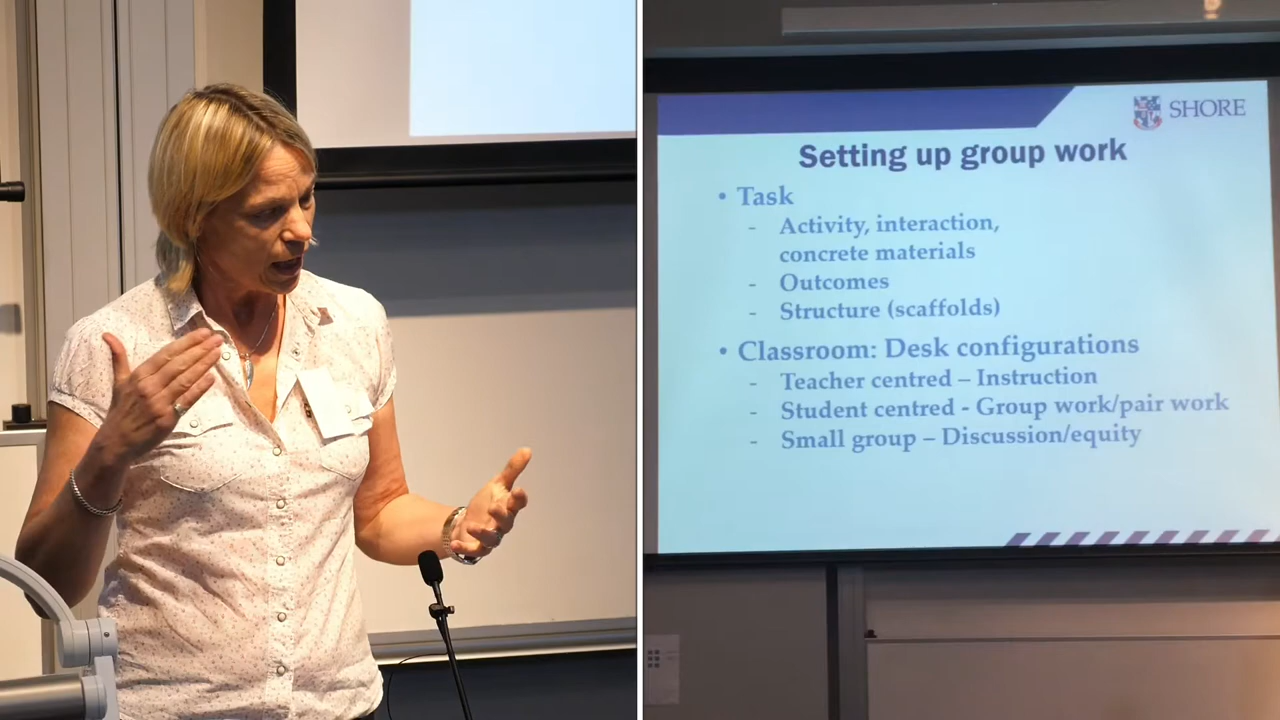 SHORE
Setting up group work
• Task
- Activity, interaction,
concrete materials
- Outcomes
- Structure (scaffolds)
• Classroom: Desk configurations
- Teacher centred – Instruction
- Student centred - Group work/pair work
- Small group – Discussion/equity